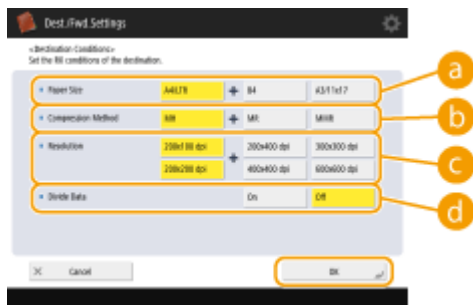 Dest./Fwd.Settings
<Destination Conditions>
Set the RX conditions of the destination.
Paper Size A4/LTR + B4 A3/11x17 a
Compression Method MH + MR MMR b
Resolution 200x100 dpi + 200x400 dpi 300x300 dpi c
200x200 dpi 400x400 dpi 600x600 dpi
Divide Data On Off d
Cancel OK